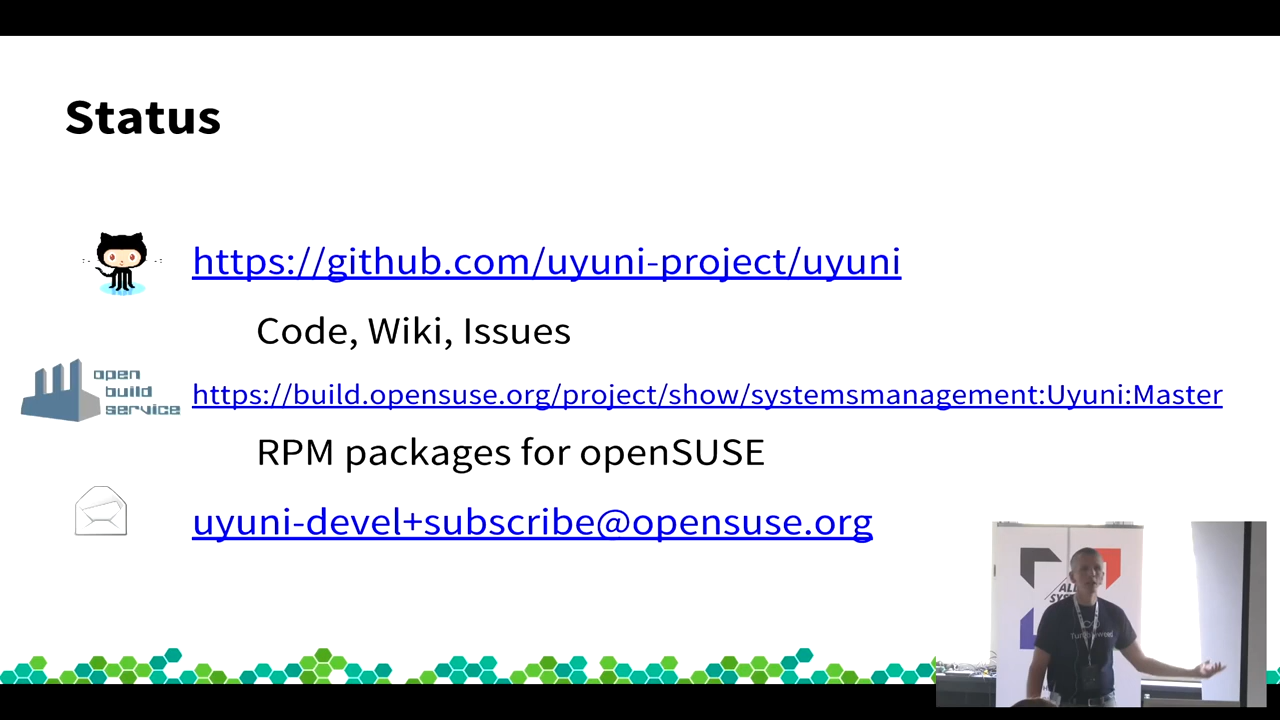 Status
https://github.com/uyuni-project/uyuni
Code, Wiki, Issues
open
build
service
https://build.opensuse.org/project/show/systemsmanagement:Uyuni:Master
RPM packages for openSUSE
uyuni-devel+subscribe@opensuse.org